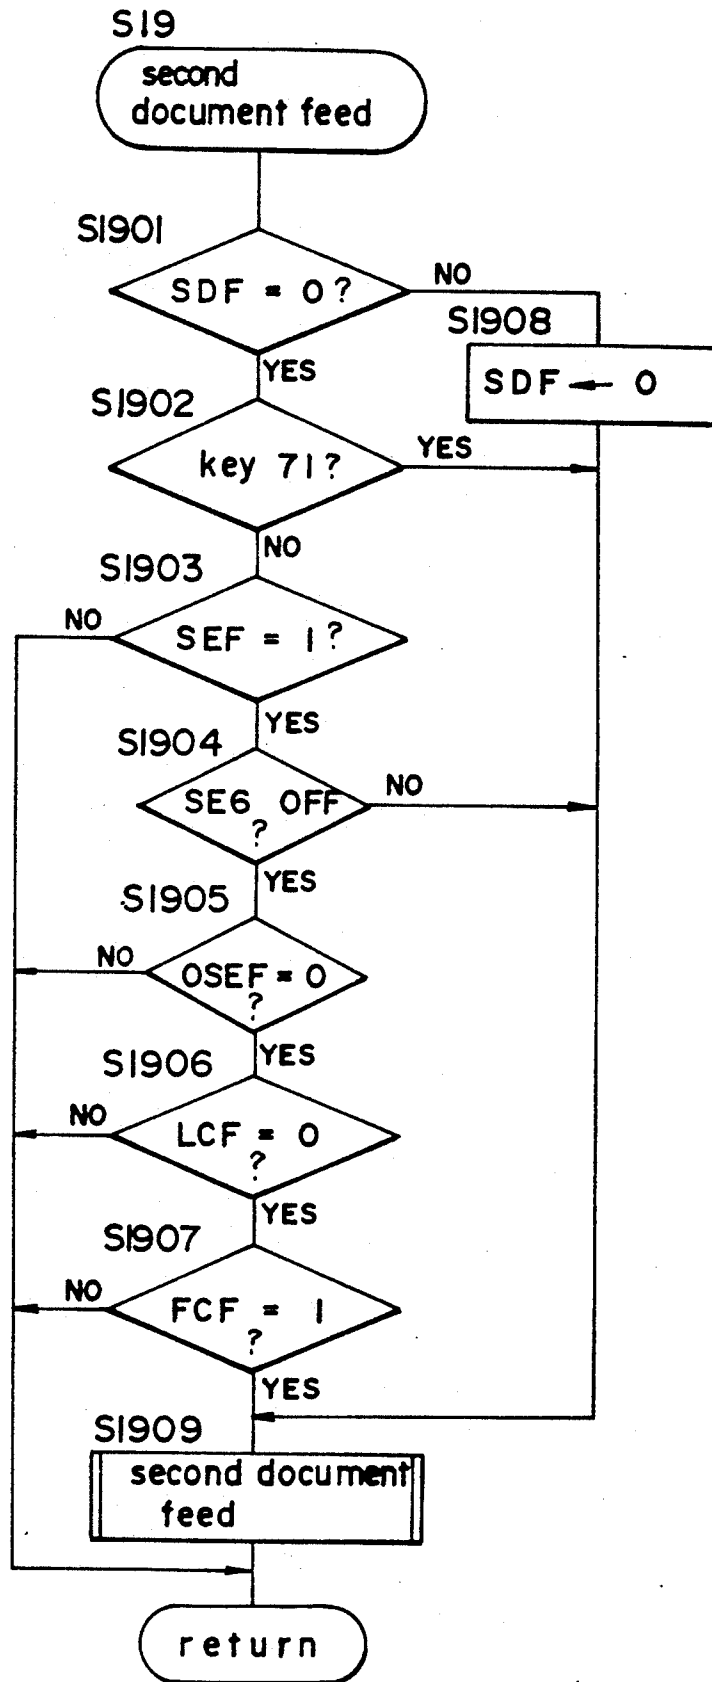 S19
second
document feed
S1901
SDF = 0?
NO
S1908
SDF ← 0
YES
S1902
key 71?
YES
NO
S1903
NO
SEF = 1?
YES
S1904
SE6 OFF
?
NO
YES
S1905
NO
OSEF = 0
?
YES
S1906
NO
LCF = 0
?
YES
S1907
NO
FCF = 1
?
YES
S1909
second document
feed
return